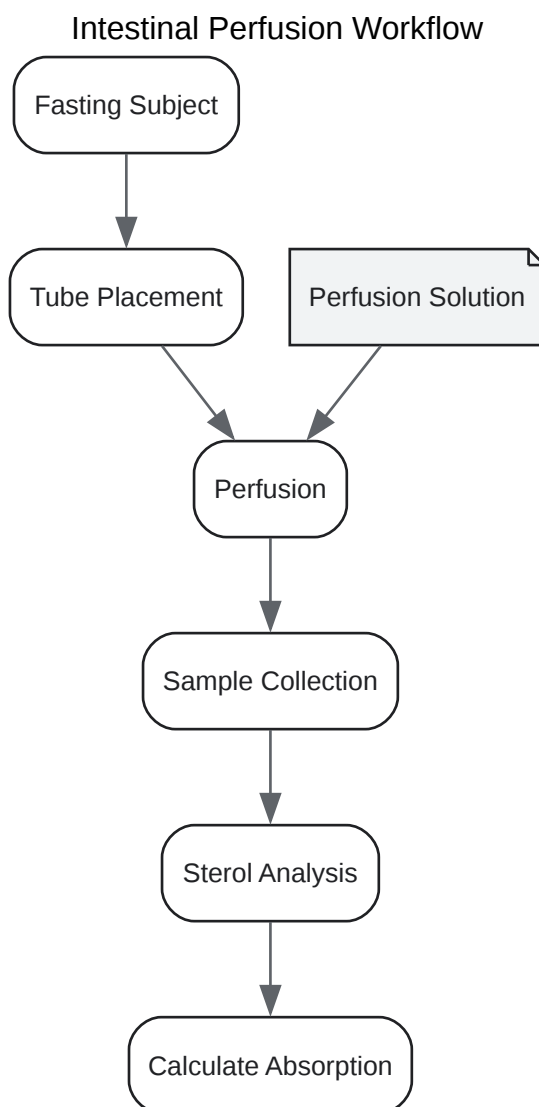 Intestinal Perfusion Workflow
Fasting Subject
Tube Placement
Perfusion Solution
Perfusion
Sample Collection
Sterol Analysis
Calculate Absorption